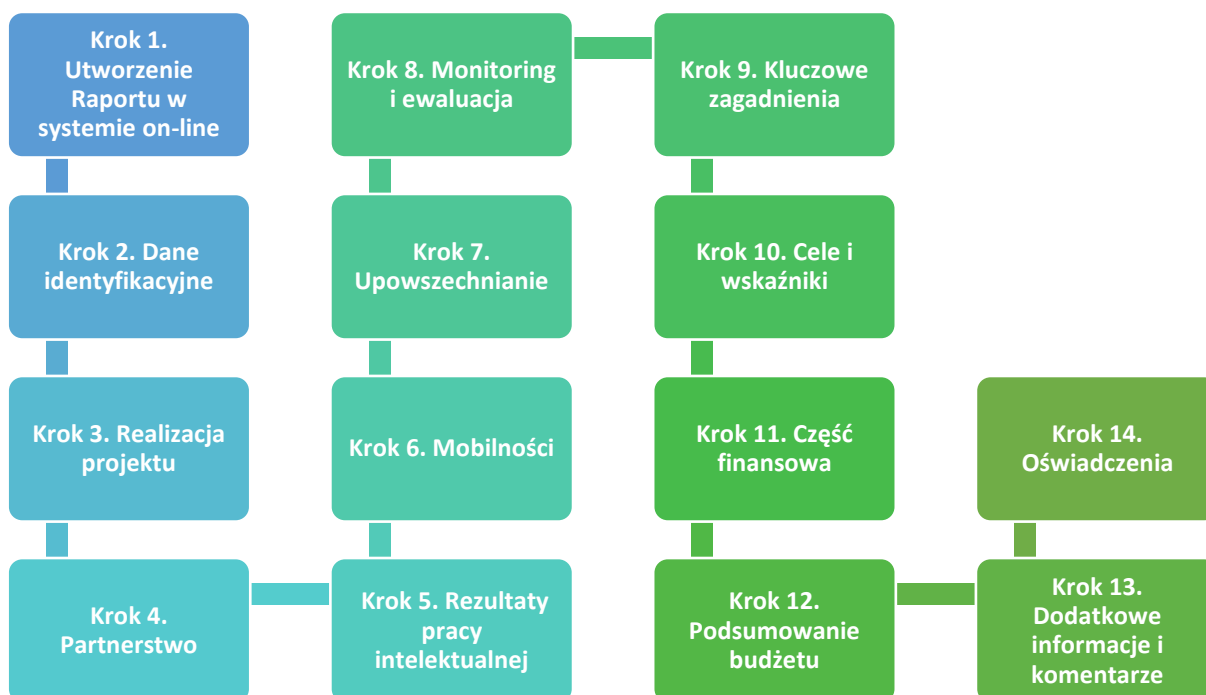 Krok 1.
Utworzenie
Raportu w
systemie on-line
Krok 2. Dane
identyfikacyjne
Krok 3. Realizacja
projektu
Krok 4.
Partnerstwo
Krok 5. Rezultaty
pracy
intelektualnej
Krok 6. Mobilności
Krok 7.
Upowszechnianie
Krok 8. Monitoring
i ewaluacja
Krok 9. Kluczowe
zagadnienia
Krok 10. Cele i
wskaźniki
Krok 11. Część
finansowa
Krok 12.
Podsumowanie
budżetu
Krok 13.
Dodatkowe
informacje i
komentarze
Krok 14.
Oświadczenia